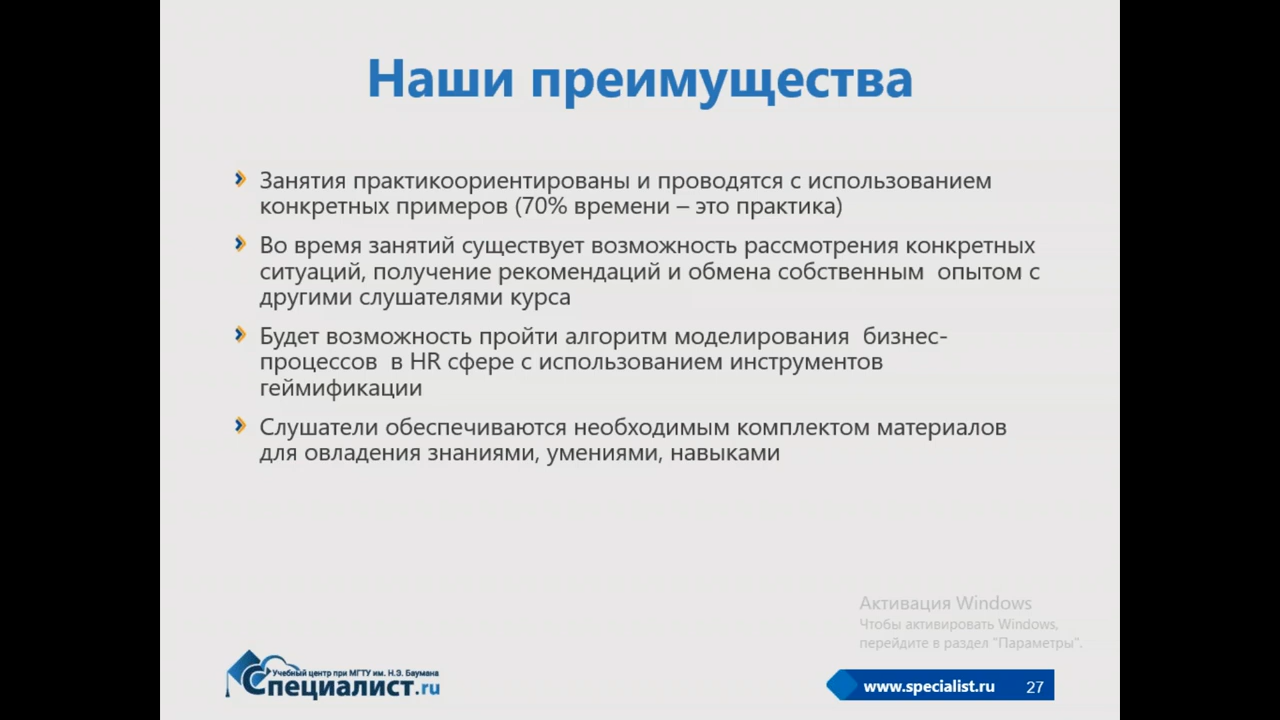 Наши преимущества
Занятия практикоориентированы и проводятся с использованием
конкретных примеров (70% времени – это практика)
Во время занятий существует возможность рассмотрения конкретных
ситуаций, получение рекомендаций и обмена собственным опытом с
другими слушателями курса
Будет возможность пройти алгоритм моделирования бизнес-
процессов в HR сфере с использованием инструментов
геймификации
Слушатели обеспечиваются необходимым комплектом материалов
для овладения знаниями, умениями, навыками
Активация Windows
Чтобы активировать Windows,
перейдите в раздел "Параметры".
Учебный центр при МГТУ им. Н.Э. Баумана
Специалист.ru
www.specialist.ru 27